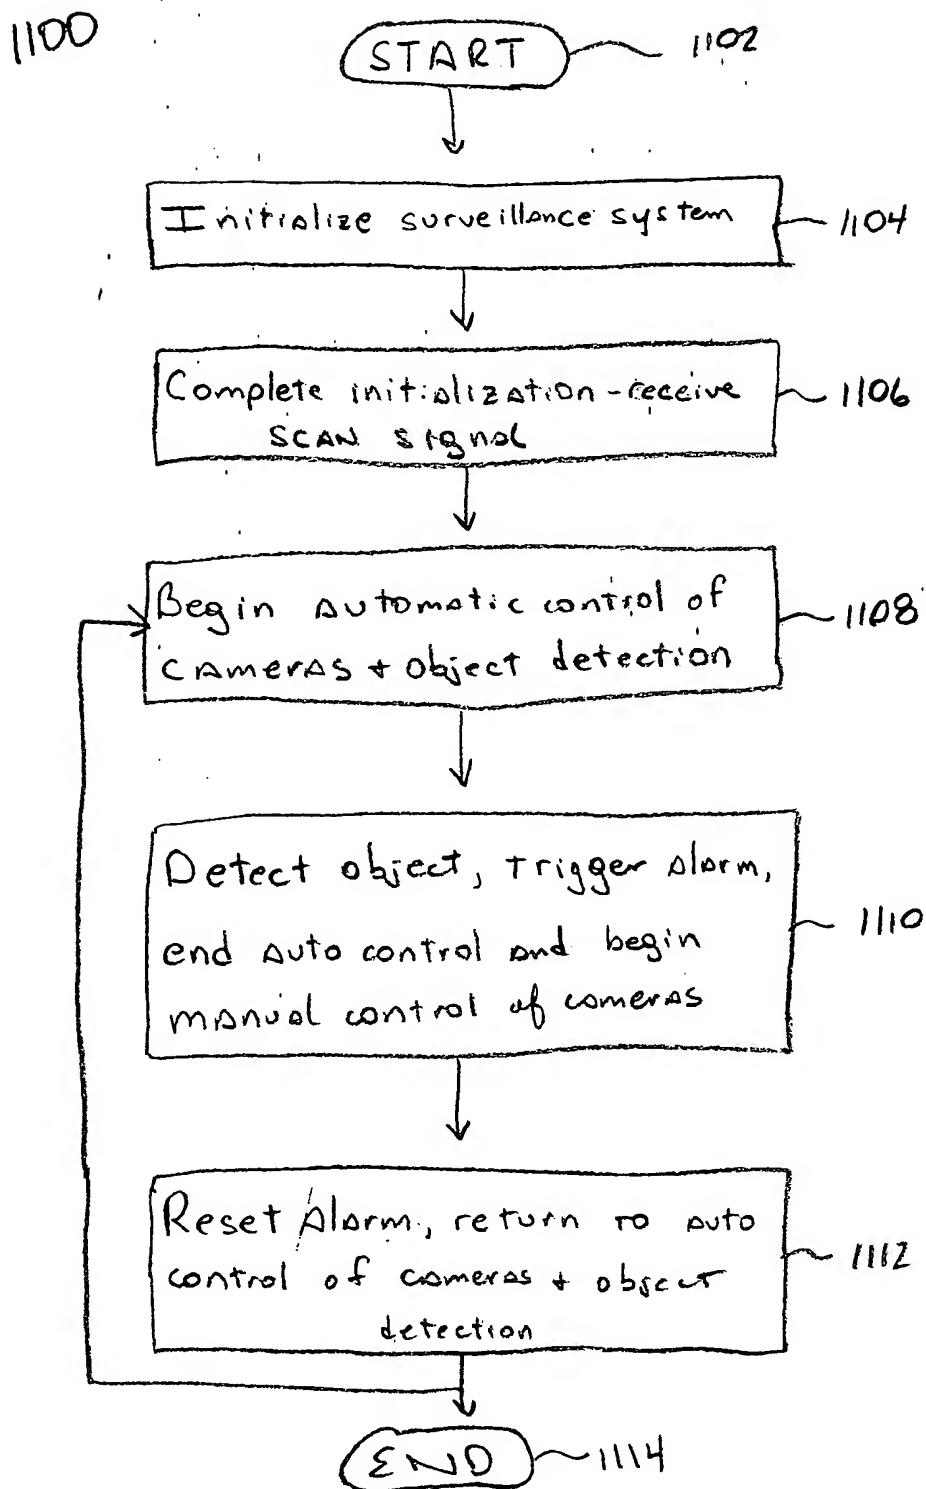 1100
START
1102
Initialize surveillance system
1104
Complete initialization-receive
SCAN signal
1106
Begin automatic control of
cameras + object detection
1108
Detect object, trigger alarm,
end auto control and begin
manual control of cameras
1110
Reset Alarm, return to auto
control of cameras + object
detection
1112
END
1114